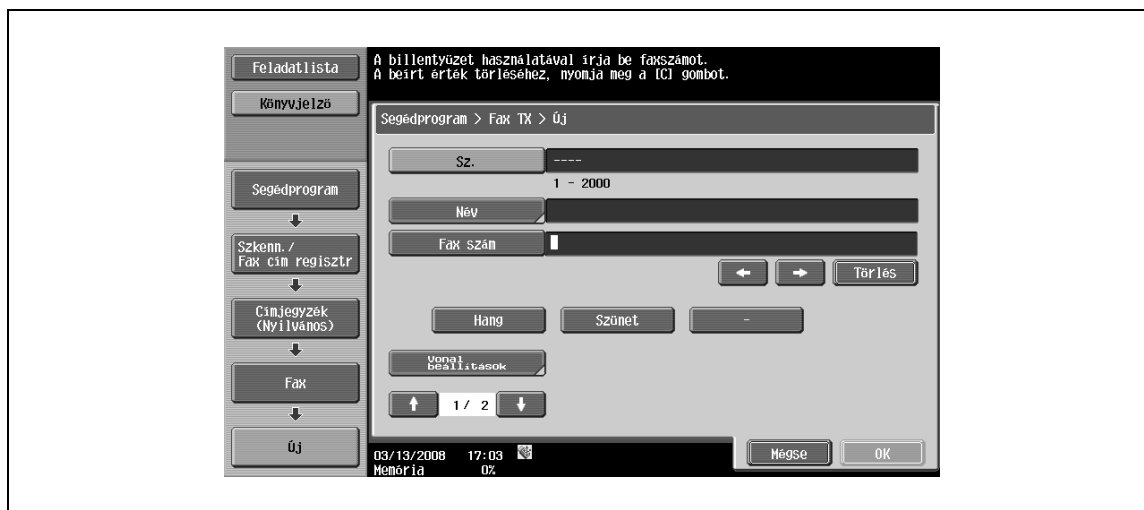 Feladatlista
Könyvjelzö
A billentyüzet használatával írja be faxszámot.
A beírt érték törléséhez, nyomja meg a [C] gombot.
Segédprogram > Fax TX > Új
Segédprogram
Szkenn./
Fax cím regisztr
Címjegyzék
(Nyilvános)
Fax
Új
Sz.
----
1 - 2000
Név
Fax szám
Törlés
Hang
Szünet
-
Vonal
beállítások
1/ 2
03/13/2008 17:03
Memória 0%
Mégse
OK